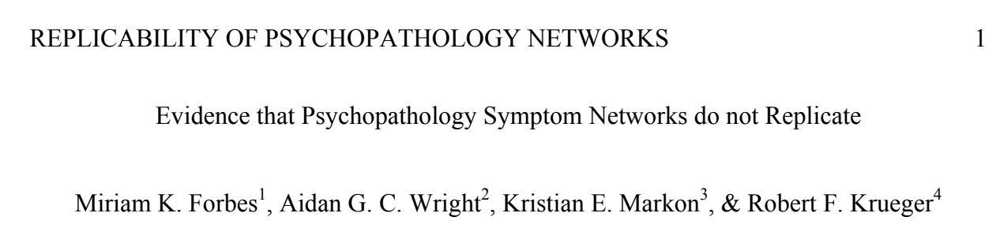 REPLICABILITY OF PSYCHOPATHOLOGY NETWORKS 1
Evidence that Psychopathology Symptom Networks do not Replicate
Miriam K. Forbes1, Aidan G. C. Wright2, Kristian E. Markon3, & Robert F. Krueger4